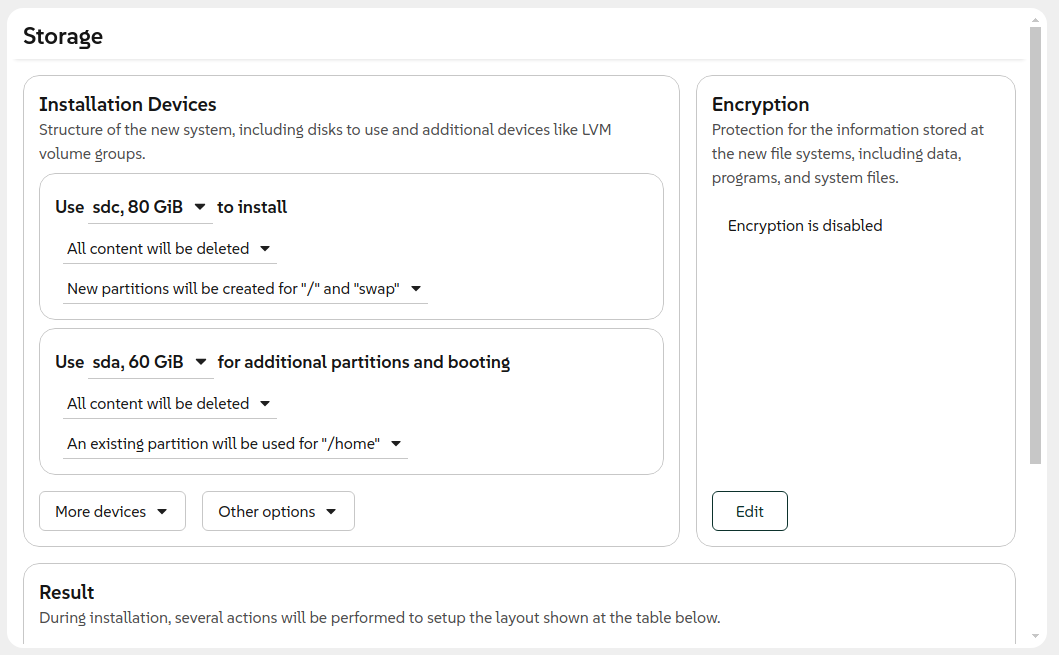 Storage
Installation Devices
Structure of the new system, including disks to use and additional devices like LVM
volume groups.
Use sdc, 80 GiB to install
All content will be deleted
New partitions will be created for "/" and "swap"
Use sda, 60 GiB for additional partitions and booting
All content will be deleted
An existing partition will be used for "/home"
More devices
Other options
Encryption
Protection for the information stored at
the new file systems, including data,
programs, and system files.
Encryption is disabled
Edit
Result
During installation, several actions will be performed to setup the layout shown at the table below.